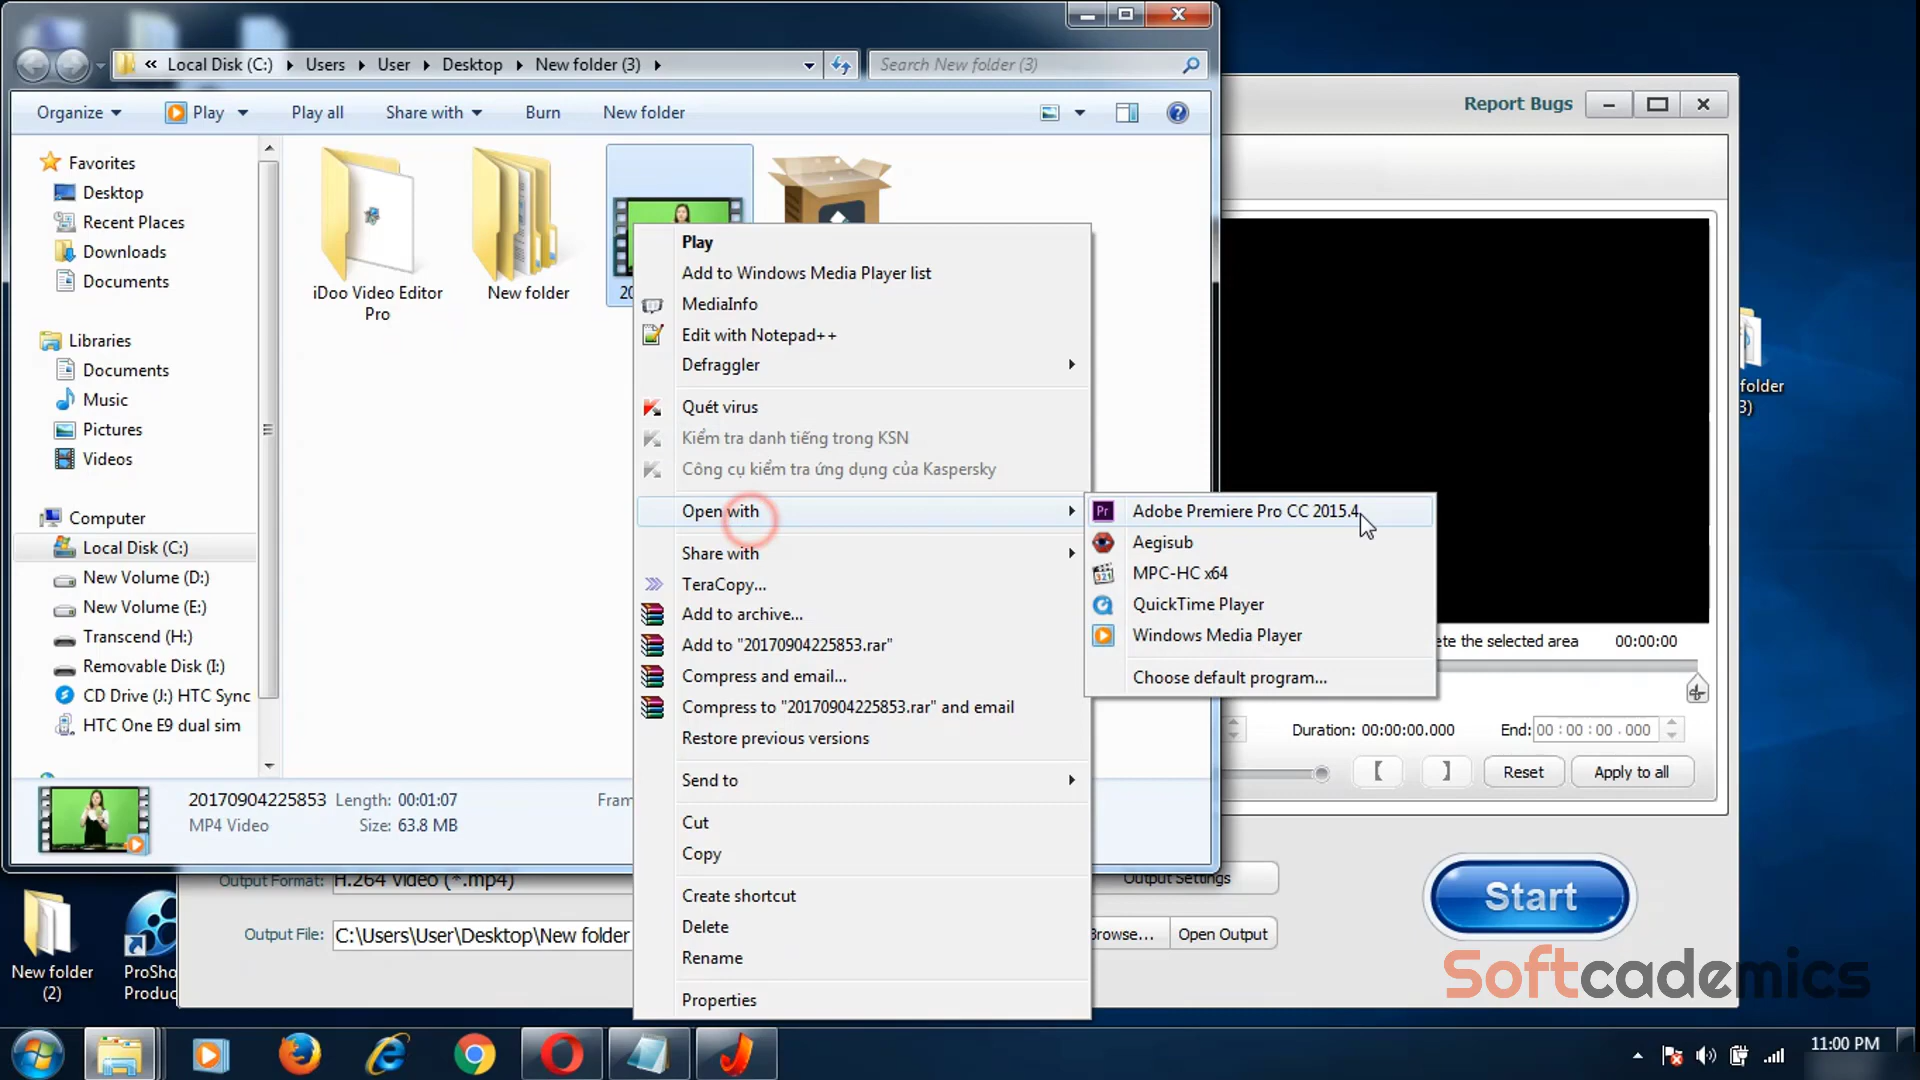 « Local Disk (C:) Users User Desktop New folder (3)
Search New folder (3)
Organize Play Play all Share with Burn New folder
Report Bugs
Favorites
Desktop
Recent Places
Downloads
Documents
Libraries
Documents
Music
Pictures
Videos
Computer
Local Disk (C:)
New Volume (D:)
New Volume (E:)
Transcend (H:)
Removable Disk (I:)
CD Drive (J:) HTC Sync
HTC One E9 dual sim
iDoo Video Editor
Pro
New folder
20
Play
Add to Windows Media Player list
MediaInfo
Edit with Notepad++
Defraggler
Quét virus
Kiểm tra danh tiếng trong KSN
Công cụ kiểm tra ứng dụng của Kaspersky
Open with
Share with
TeraCopy...
Add to archive...
Add to "20170904225853.rar"
Compress and email...
Compress to "20170904225853.rar" and email
Restore previous versions
Send to
Cut
Copy
Create shortcut
Delete
Rename
Properties
Pr Adobe Premiere Pro CC 2015.4
Aegisub
321 MPC-HC x64
QuickTime Player
Windows Media Player
Choose default program...
ete the selected area 00:00:00
Duration: 00:00:00.000 End: 00 : 00 : 00 . 000
[ ] Reset Apply to all
folder
3)
20170904225853 Length: 00:01:07 Fram
MP4 Video Size: 63.8 MB
Output Format: H.264 Video (*.mp4)
Output Settings
Output File: C:\Users\User\Desktop\New folder
Browse... Open Output
Start
New folder
(2)
ProSho
Produc
Softcademics
11:00 PM